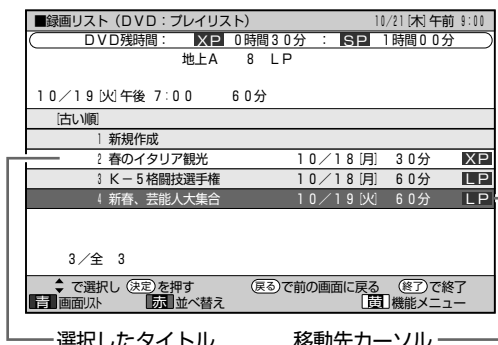 ■録画リスト（DVD：プレイリスト） 10/21[木]午前 9:00
DVD残時間： XP 0時間30分 ： SP 1時間00分
地上A 8 LP
10／19[火]午後 7:00 60分
[古い順]
1 新規作成
2 春のイタリア観光 10／18[月] 30分 XP
3 K－5格闘技選手権 10／18[月] 60分 LP
4 新春、芸能人大集合 10／19[火] 60分 LP
3／全 3
で選択し 決定 を押す 戻る で前の画面に戻る 終了 で終了
青 画面リスト 赤 並べ替え 黄 機能メニュー
選択したタイトル 移動先カーソル